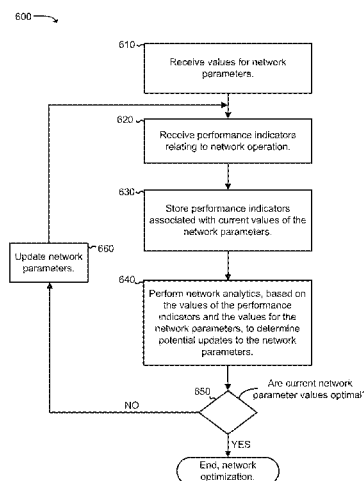 600
610
Receive values for network
parameters.
620
Receive performance indicators
relating to network operation.
630
Store performance indicators
associated with current values of the
network parameters.
660
Update network
parameters.
640
Perform network analytics, based on
the values of the performance
indicators and the values for the
network parameters, to determine
potential updates to the network
parameters.
650
Are current network
parameter values optimal?
NO
YES
End, network
optimization.